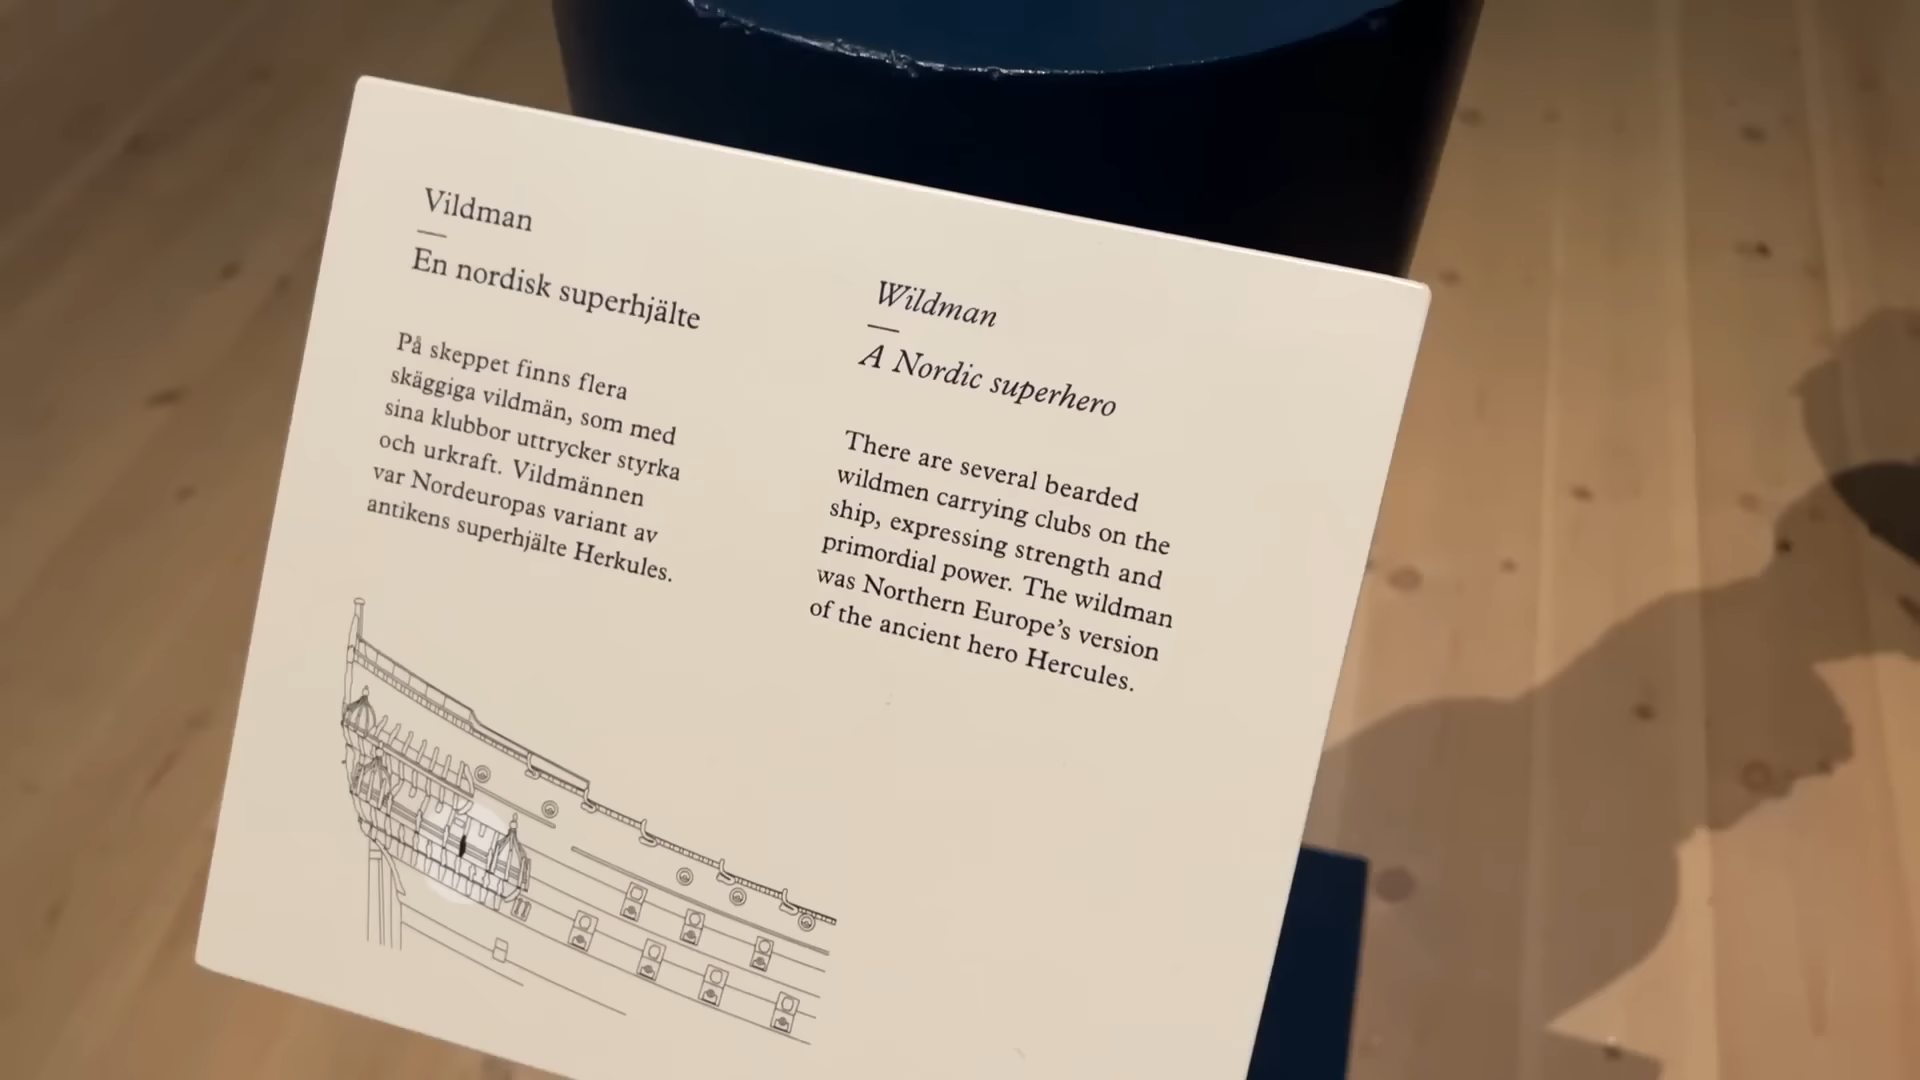 Vildman
En nordisk superhjälte
På skeppet finns flera
skäggiga vildmän, som med
sina klubbor uttrycker styrka
och urkraft. Vildmännen
var Nordeuropas variant av
antikens superhjälte Herkules.
Wildman
A Nordic superhero
There are several bearded
wildmen carrying clubs on the
ship, expressing strength and
primordial power. The wildman
was Northern Europe’s version
of the ancient hero Hercules.